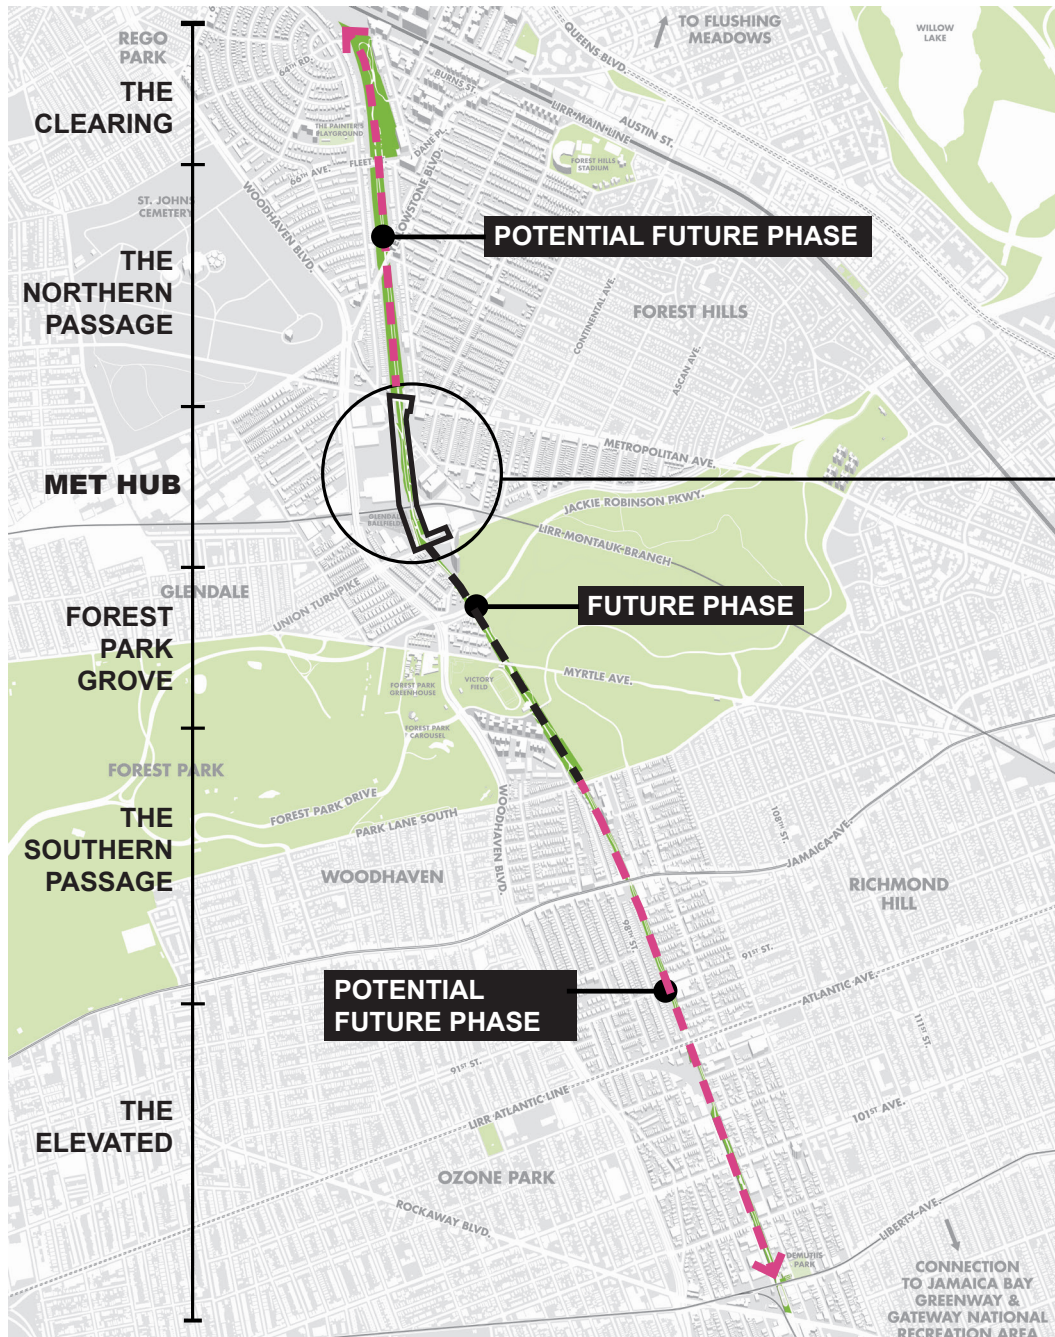 TO FLUSHING
MEADOWS
WILLOW
LAKE
REGO
PARK
QUEENS BLVD.
64TH RD.
BURNS ST.
THE
CLEARING
LIRR MAIN LINE
AUSTIN ST.
THE PAINTER'S
PLAYGROUND
DANE PL.
FLEET
66TH AVE.
FOREST HILLS
STADIUM
ST. JOHNS
CEMETERY
WOODHAVEN BLVD.
YELLOWSTONE BLVD.
POTENTIAL FUTURE PHASE
THE
NORTHERN
PASSAGE
CONTINENTAL AVE.
FOREST HILLS
ASCAN AVE.
METROPOLITAN AVE.
MET HUB
JACKIE ROBINSON PKWY.
GLENDALE
BALLFIELDS
LIRR MONTAUK BRANCH
GLENDALE
UNION TURNPIKE
FUTURE PHASE
FOREST
PARK
GROVE
MYRTLE AVE.
FOREST PARK
GREENHOUSE
VICTORY
FIELD
FOREST PARK
CAROUSEL
FOREST PARK
FOREST PARK DRIVE
PARK LANE SOUTH
WOODHAVEN BLVD.
108TH ST.
JAMAICA AVE.
THE
SOUTHERN
PASSAGE
WOODHAVEN
RICHMOND
HILL
98TH ST.
91ST ST.
POTENTIAL
FUTURE PHASE
ATLANTIC AVE.
111ST ST.
91ST ST.
LIRR ATLANTIC LINE
101ST AVE.
THE
ELEVATED
OZONE PARK
ROCKAWAY BLVD.
LIBERTY AVE.
PARK
CONNECTION
TO JAMAICA BAY
GREENWAY &
GATEWAY NATIONAL
RECREATION AREA